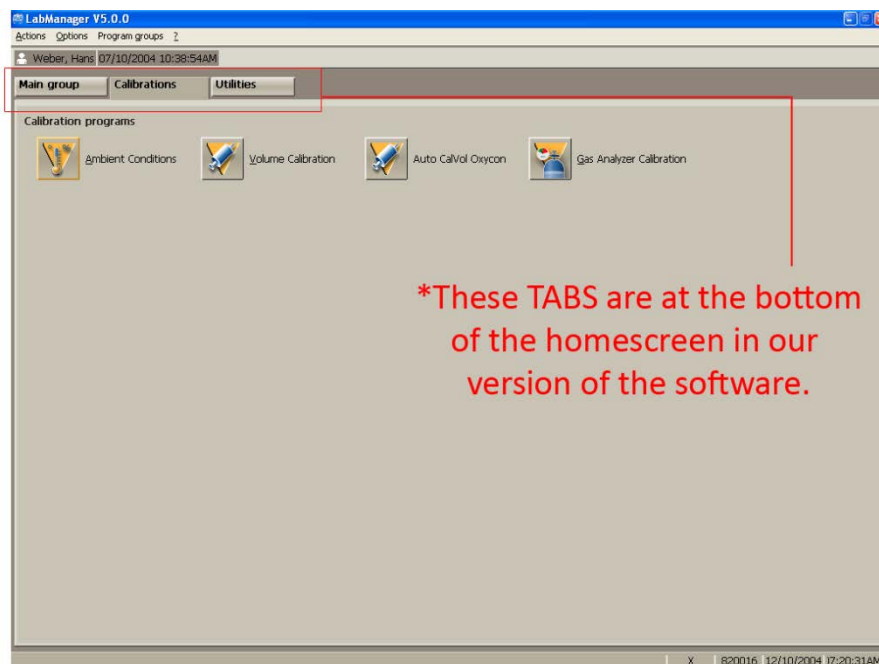 LabManager V5.0.0
Actions Options Program groups ?
Weber, Hans 07/10/2004 10:38:54AM
Main group Calibrations Utilities
Calibration programs
Ambient Conditions Volume Calibration Auto CalVol Oxycon Gas Analyzer Calibration
*These TABS are at the bottom
of the homescreen in our
version of the software.
X 820016 12/10/2004